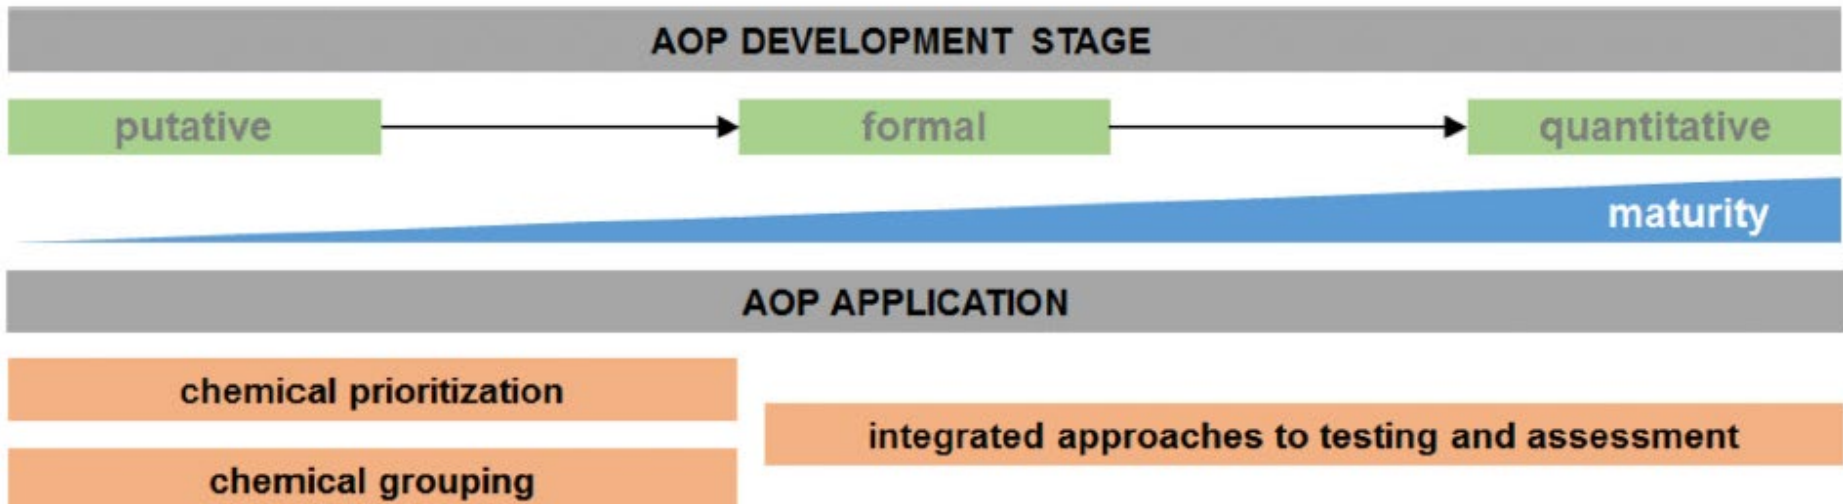 AOP DEVELOPMENT STAGE
putative
formal
quantitative
maturity
AOP APPLICATION
chemical prioritization
integrated approaches to testing and assessment
chemical grouping